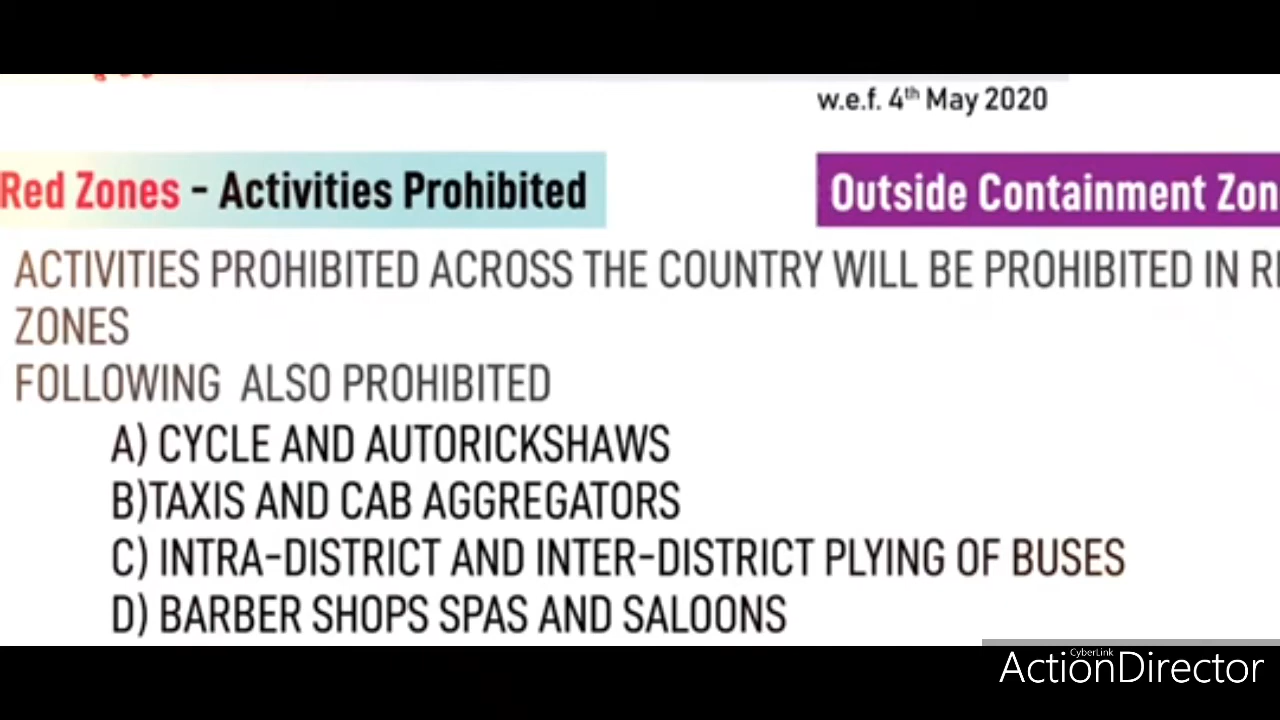 w.e.f. 4th May 2020
Red Zones - Activities Prohibited
Outside Containment Zon
ACTIVITIES PROHIBITED ACROSS THE COUNTRY WILL BE PROHIBITED IN R
ZONES
FOLLOWING ALSO PROHIBITED
A) CYCLE AND AUTORICKSHAWS
B)TAXIS AND CAB AGGREGATORS
C) INTRA-DISTRICT AND INTER-DISTRICT PLYING OF BUSES
D) BARBER SHOPS SPAS AND SALOONS
CyberLink
ActionDirector